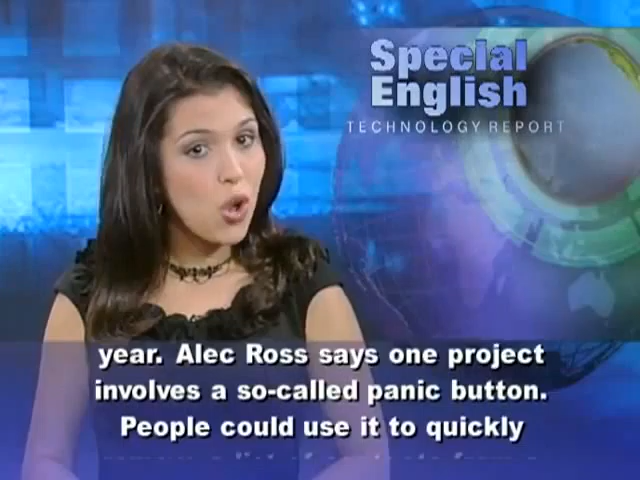 Special
English
TECHNOLOGY REPORT
year. Alec Ross says one project
involves a so-called panic button.
People could use it to quickly